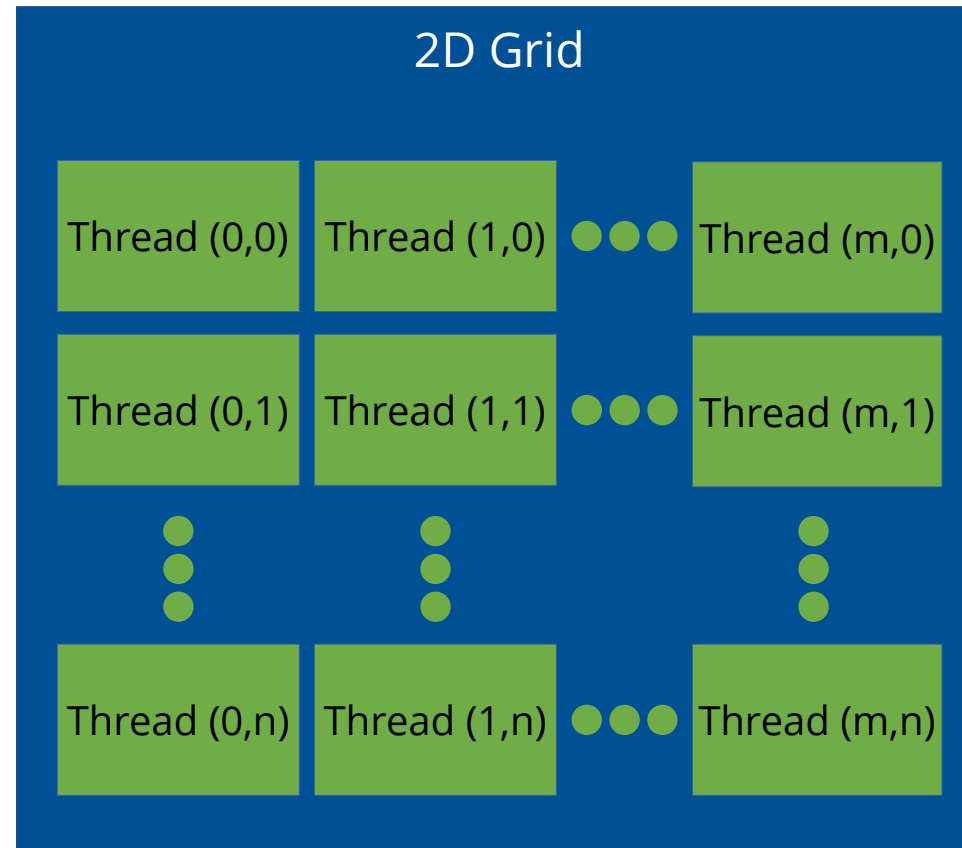 2D Grid
Thread (0,0) Thread (1,0) Thread (m,0)
Thread (0,1) Thread (1,1) Thread (m,1)
Thread (0,n) Thread (1,n) Thread (m,n)